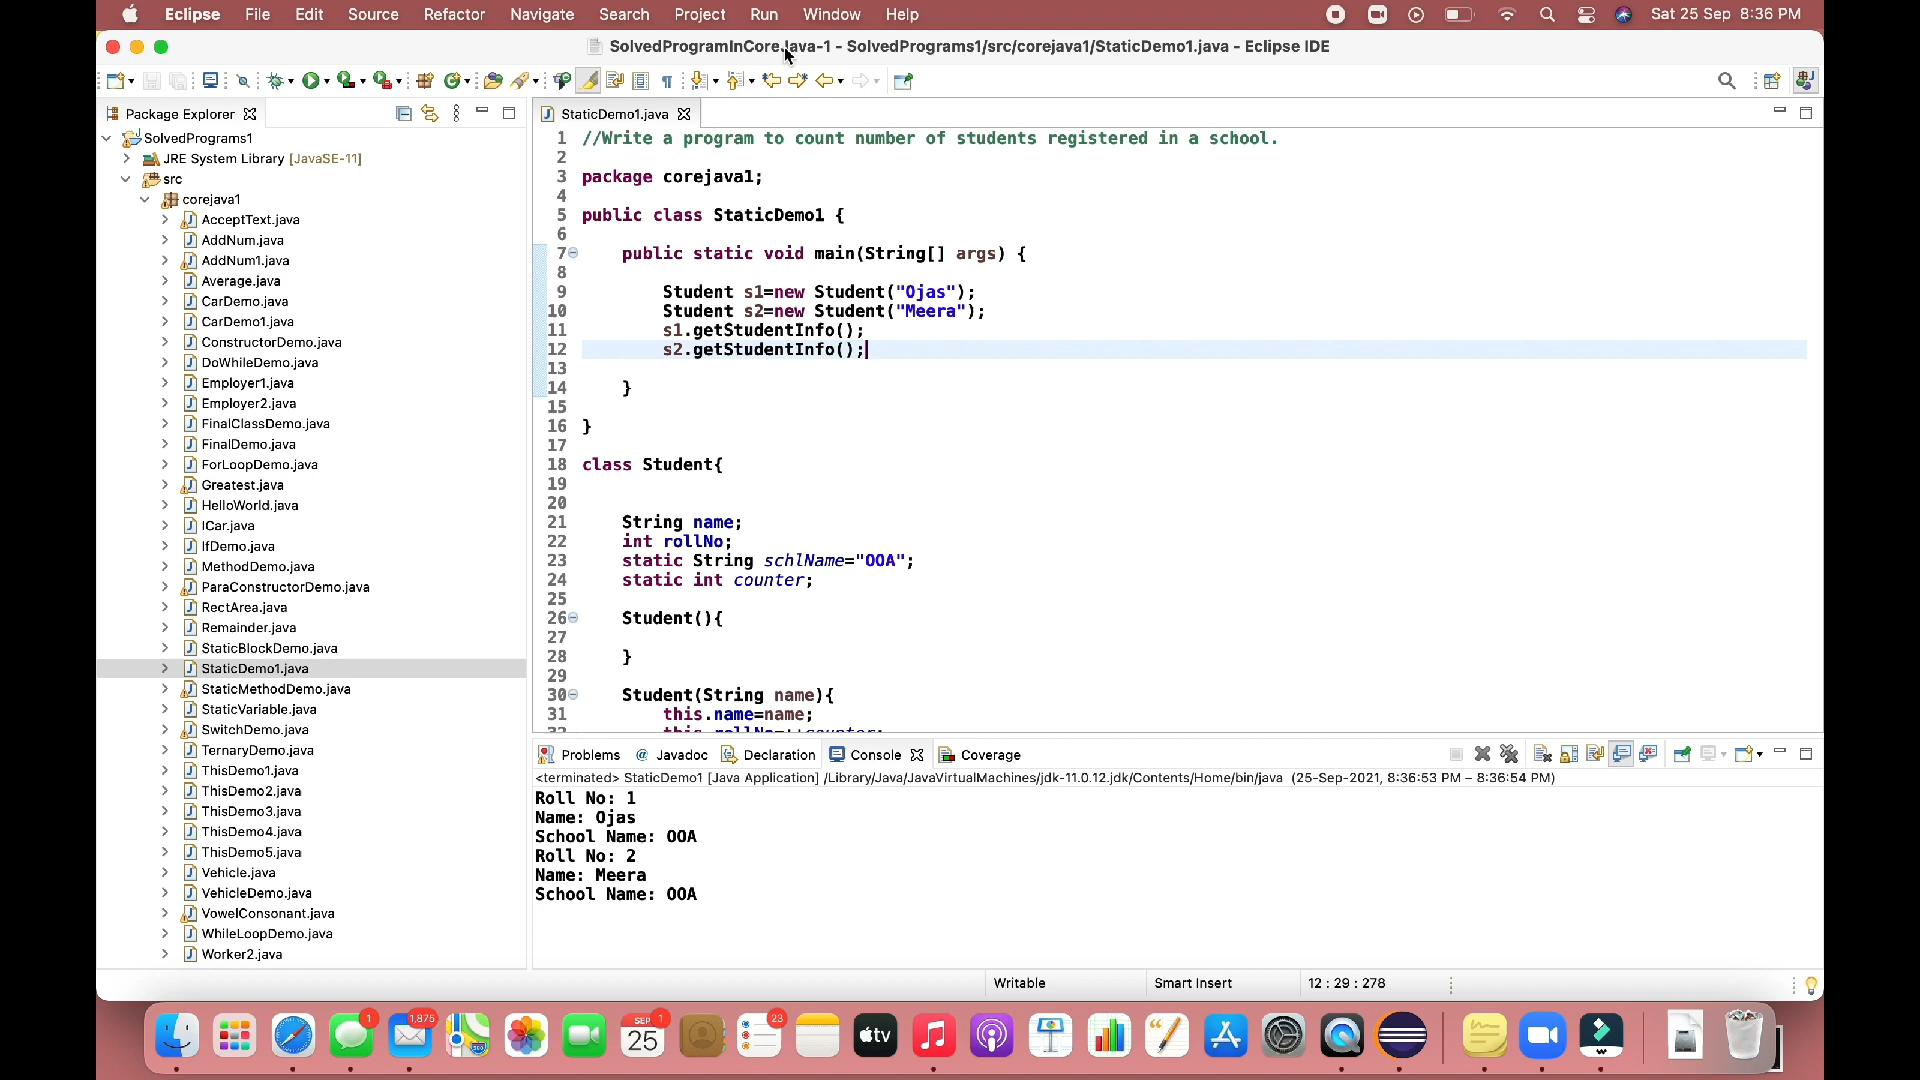 Eclipse File Edit Source Refactor Navigate Search Project Run Window Help Sat 25 Sep 8:36 PM
SolvedProgramInCoreJava-1 - SolvedPrograms1/src/corejava1/StaticDemo1.java - Eclipse IDE
Package Explorer
SolvedPrograms1
JRE System Library [JavaSE-11]
src
corejava1
AcceptText.java
AddNum.java
AddNum1.java
Average.java
CarDemo.java
CarDemo1.java
ConstructorDemo.java
DoWhileDemo.java
Employer1.java
Employer2.java
FinalClassDemo.java
FinalDemo.java
ForLoopDemo.java
Greatest.java
HelloWorld.java
ICar.java
IfDemo.java
MethodDemo.java
ParaConstructorDemo.java
RectArea.java
Remainder.java
StaticBlockDemo.java
StaticDemo1.java
StaticMethodDemo.java
StaticVariable.java
SwitchDemo.java
TernaryDemo.java
ThisDemo1.java
ThisDemo2.java
ThisDemo3.java
ThisDemo4.java
ThisDemo5.java
Vehicle.java
VehicleDemo.java
VowelConsonant.java
WhileLoopDemo.java
Worker2.java
StaticDemo1.java
1 //Write a program to count number of students registered in a school.
2
3 package corejava1;
4
5 public class StaticDemo1 {
6
7 public static void main(String[] args) {
8
9 Student s1=new Student("Ojas");
10 Student s2=new Student("Meera");
11 s1.getStudentInfo();
12 s2.getStudentInfo();
13
14 }
15
16 }
17
18 class Student{
19
20
21 String name;
22 int rollNo;
23 static String schlName="OOA";
24 static int counter;
25
26 Student(){
27
28 }
29
30 Student(String name){
31 this.name=name;
Problems Javadoc Declaration Console Coverage
<terminated> StaticDemo1 [Java Application] /Library/Java/JavaVirtualMachines/jdk-11.0.12.jdk/Contents/Home/bin/java (25-Sep-2021, 8:36:53 PM – 8:36:54 PM)
Roll No: 1
Name: Ojas
School Name: OOA
Roll No: 2
Name: Meera
School Name: OOA
Writable Smart Insert 12 : 29 : 278
1 1,875 SEP 1 25 23 tv